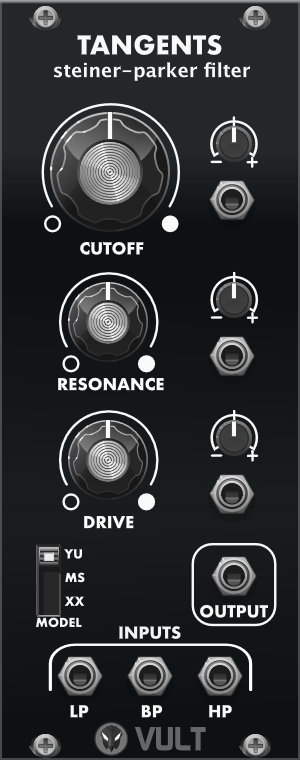 TANGENTS
steiner-parker filter
CUTOFF
- +
RESONANCE
- +
DRIVE
- +
YU
MS
XX
MODEL
OUTPUT
INPUTS
LP BP HP
VULT